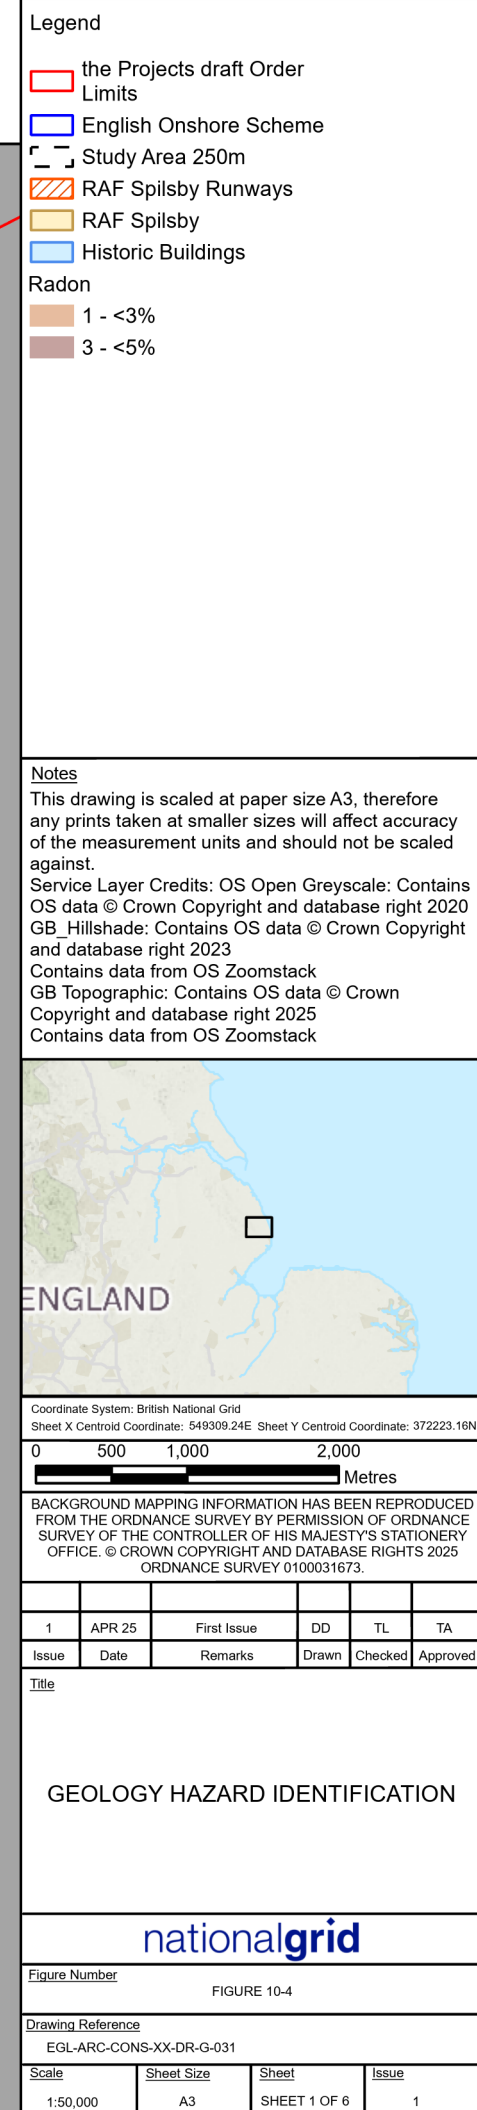 Legend
the Projects draft Order
Limits
English Onshore Scheme
Study Area 250m
RAF Spilsby Runways
RAF Spilsby
Historic Buildings
Radon
1 - <3%
3 - <5%
Notes
This drawing is scaled at paper size A3, therefore
any prints taken at smaller sizes will affect accuracy
of the measurement units and should not be scaled
against.
Service Layer Credits: OS Open Greyscale: Contains
OS data © Crown Copyright and database right 2020
GB_Hillshade: Contains OS data © Crown Copyright
and database right 2023
Contains data from OS Zoomstack
GB Topographic: Contains OS data © Crown
Copyright and database right 2025
Contains data from OS Zoomstack
ENGLAND
Coordinate System: British National Grid
Sheet X Centroid Coordinate: 549309.24E Sheet Y Centroid Coordinate: 372223.16N
0 500 1,000 2,000
Metres
BACKGROUND MAPPING INFORMATION HAS BEEN REPRODUCED
FROM THE ORDNANCE SURVEY BY PERMISSION OF ORDNANCE
SURVEY OF THE CONTROLLER OF HIS MAJESTY'S STATIONERY
OFFICE. © CROWN COPYRIGHT AND DATABASE RIGHTS 2025
ORDNANCE SURVEY 0100031673.
1 APR 25 First Issue DD TL TA
Issue Date Remarks Drawn Checked Approved
Title
GEOLOGY HAZARD IDENTIFICATION
nationalgrid
Figure Number
FIGURE 10-4
Drawing Reference
EGL-ARC-CONS-XX-DR-G-031
Scale Sheet Size Sheet Issue
1:50,000 A3 SHEET 1 OF 6 1